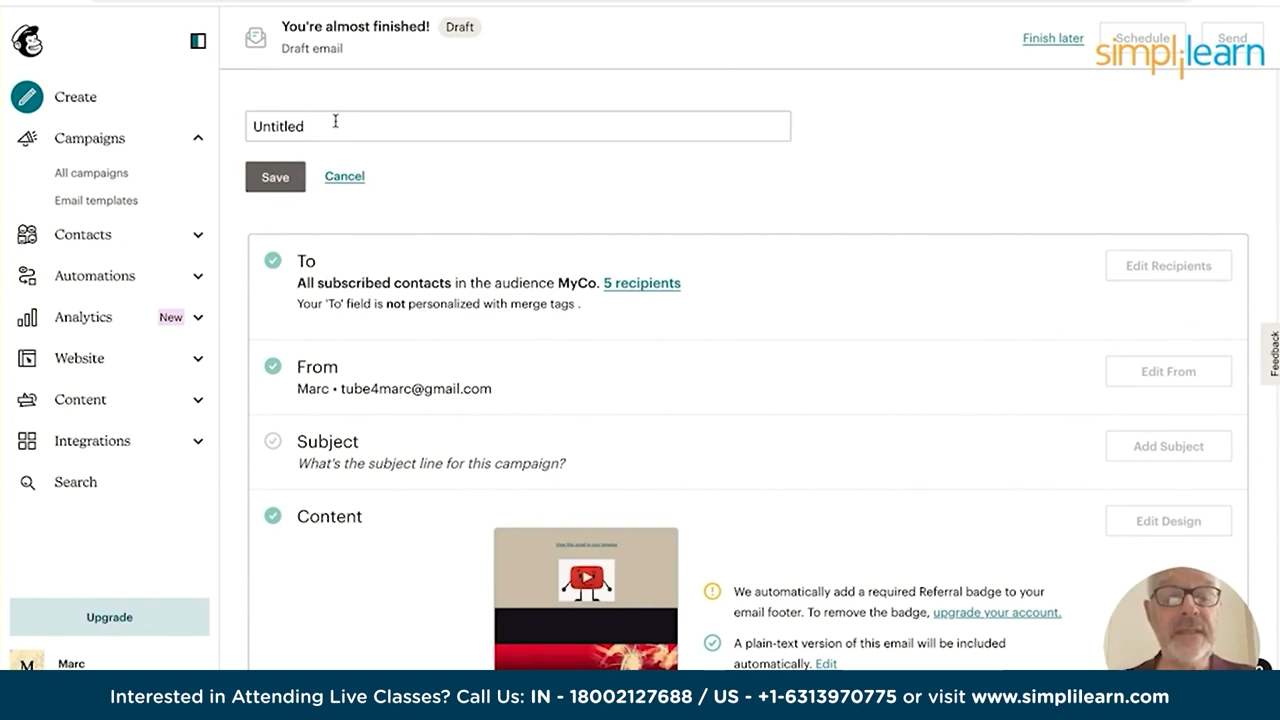 You're almost finished!
Draft
Draft email
Finish later
Schedule
Send
simplilearn
Create
Campaigns
All campaigns
Email templates
Contacts
Automations
Analytics
New
Website
Content
Integrations
Search
Upgrade
M
Marc
Untitled
Save
Cancel
To
All subscribed contacts in the audience MyCo. 5 recipients
Your 'To' field is not personalized with merge tags .
Edit Recipients
From
Marc • tube4marc@gmail.com
Edit From
Subject
What's the subject line for this campaign?
Add Subject
Content
Edit Design
View this email in your browser
We automatically add a required Referral badge to your
email footer. To remove the badge, upgrade your account.
A plain-text version of this email will be included
automatically. Edit
Feedback
Interested in Attending Live Classes? Call Us: IN - 18002127688 / US - +1-6313970775 or visit www.simplilearn.com